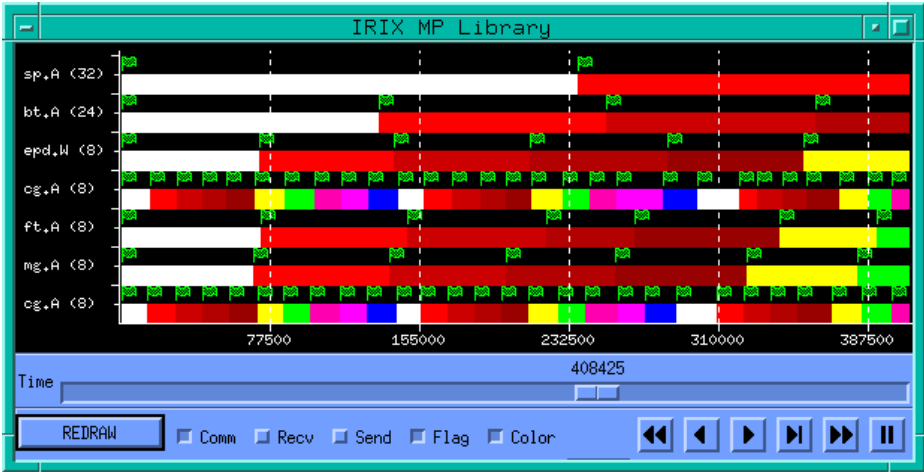 IRIX MP Library
sp.A (32)
bt.A (24)
epd.W (8)
cg.A (8)
ft.A (8)
mg.A (8)
cg.A (8)
77500 155000 232500 310000 387500
408425
Time
REDRAW Comm Recv Send Flag Color